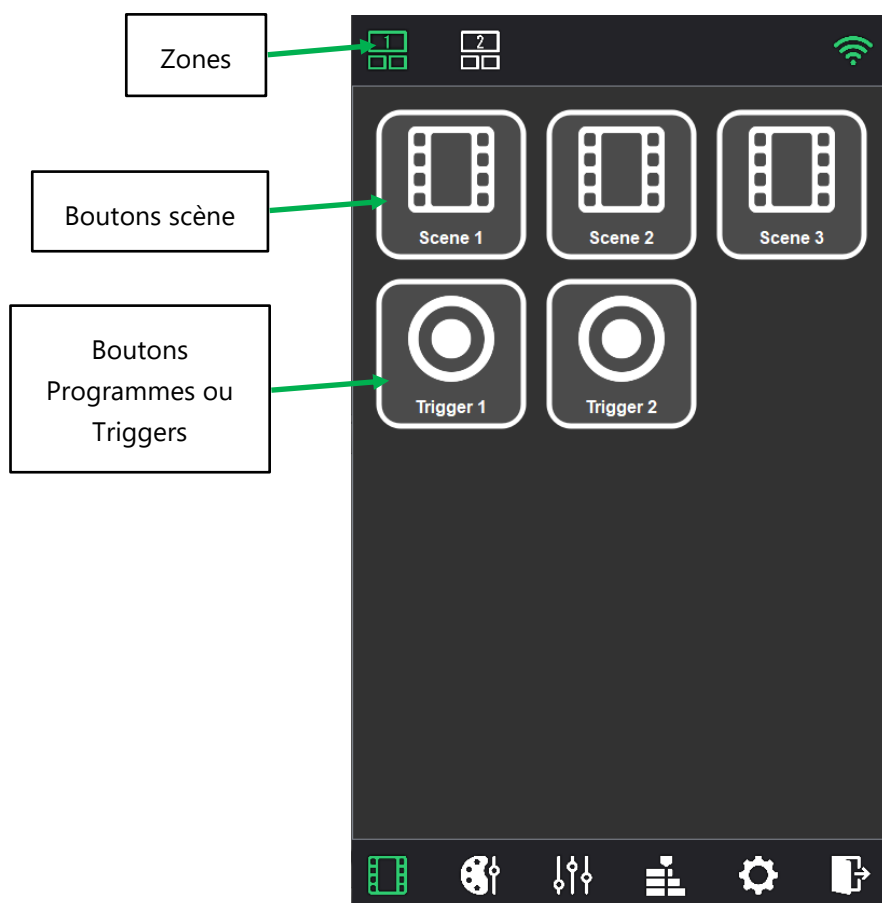 Zones
1
2
Boutons scène
Scene 1
Scene 2
Scene 3
Boutons
Programmes ou
Triggers
Trigger 1
Trigger 2